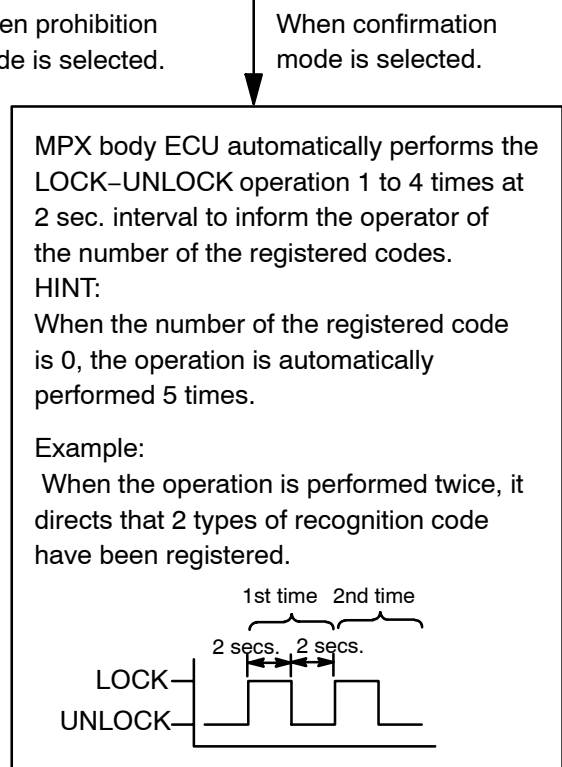 en prohibition
de is selected.
When confirmation
mode is selected.
MPX body ECU automatically performs the
LOCK–UNLOCK operation 1 to 4 times at
2 sec. interval to inform the operator of
the number of the registered codes.
HINT:
When the number of the registered code
is 0, the operation is automatically
performed 5 times.
Example:
When the operation is performed twice, it
directs that 2 types of recognition code
have been registered.
1st time 2nd time
2 secs. 2 secs.
LOCK
UNLOCK